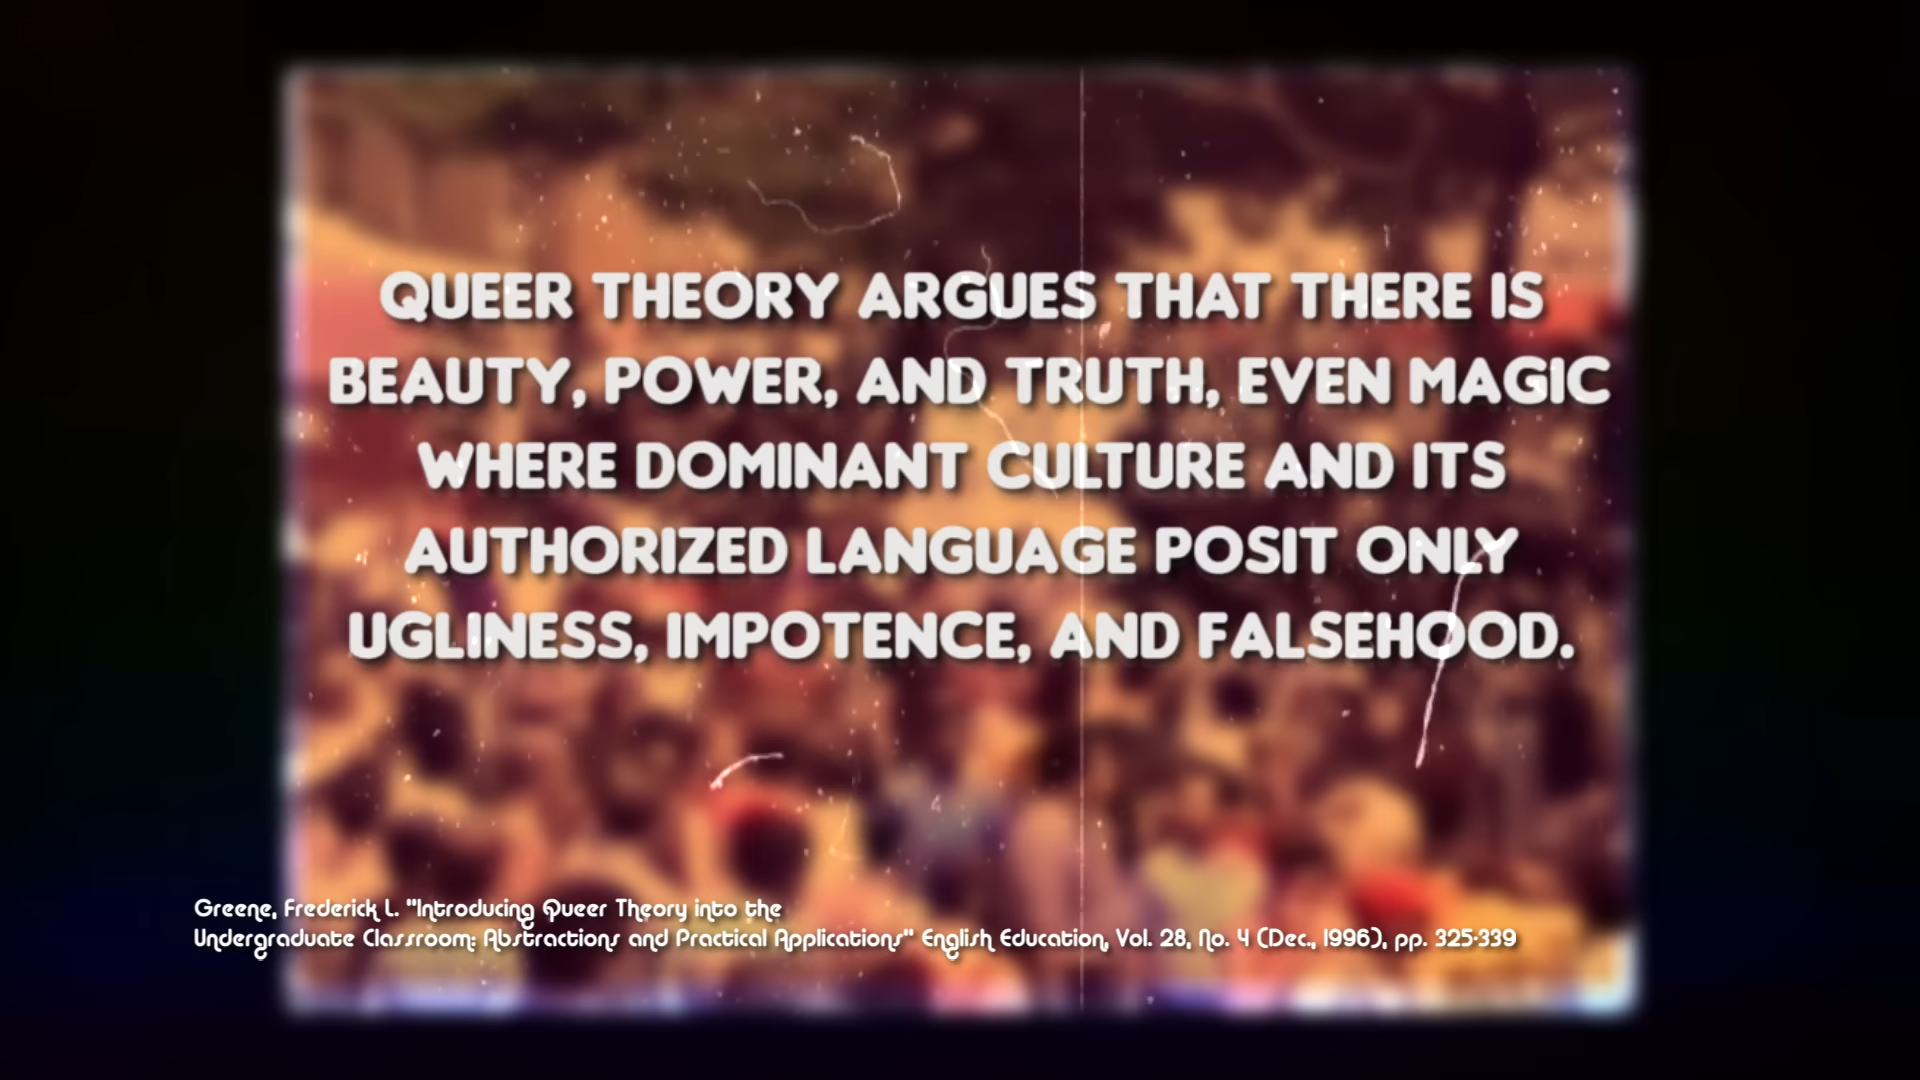 QUEER THEORY ARGUES THAT THERE IS
BEAUTY, POWER, AND TRUTH, EVEN MAGIC
WHERE DOMINANT CULTURE AND ITS
AUTHORIZED LANGUAGE POSIT ONLY
UGLINESS, IMPOTENCE, AND FALSEHOOD.
Greene, Frederick L. "Introducing Queer Theory into the
Undergraduate Classroom: Abstractions and Practical Applications" English Education, Vol. 28, No. 4 (Dec., 1996), pp. 325-339